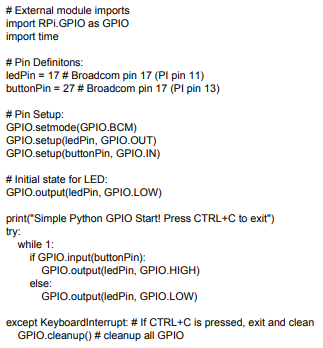 # External module imports
import RPi.GPIO as GPIO
import time

# Pin Definitons:
ledPin = 17 # Broadcom pin 17 (PI pin 11)
buttonPin = 27 # Broadcom pin 17 (PI pin 13)

# Pin Setup:
GPIO.setmode(GPIO.BCM)
GPIO.setup(ledPin, GPIO.OUT)
GPIO.setup(buttonPin, GPIO.IN)

# Initial state for LED:
GPIO.output(ledPin, GPIO.LOW)

print("Simple Python GPIO Start! Press CTRL+C to exit")
try:
    while 1:
        if GPIO.input(buttonPin):
            GPIO.output(ledPin, GPIO.HIGH)
        else:
            GPIO.output(ledPin, GPIO.LOW)

except KeyboardInterrupt: # If CTRL+C is pressed, exit and clean
    GPIO.cleanup() # cleanup all GPIO